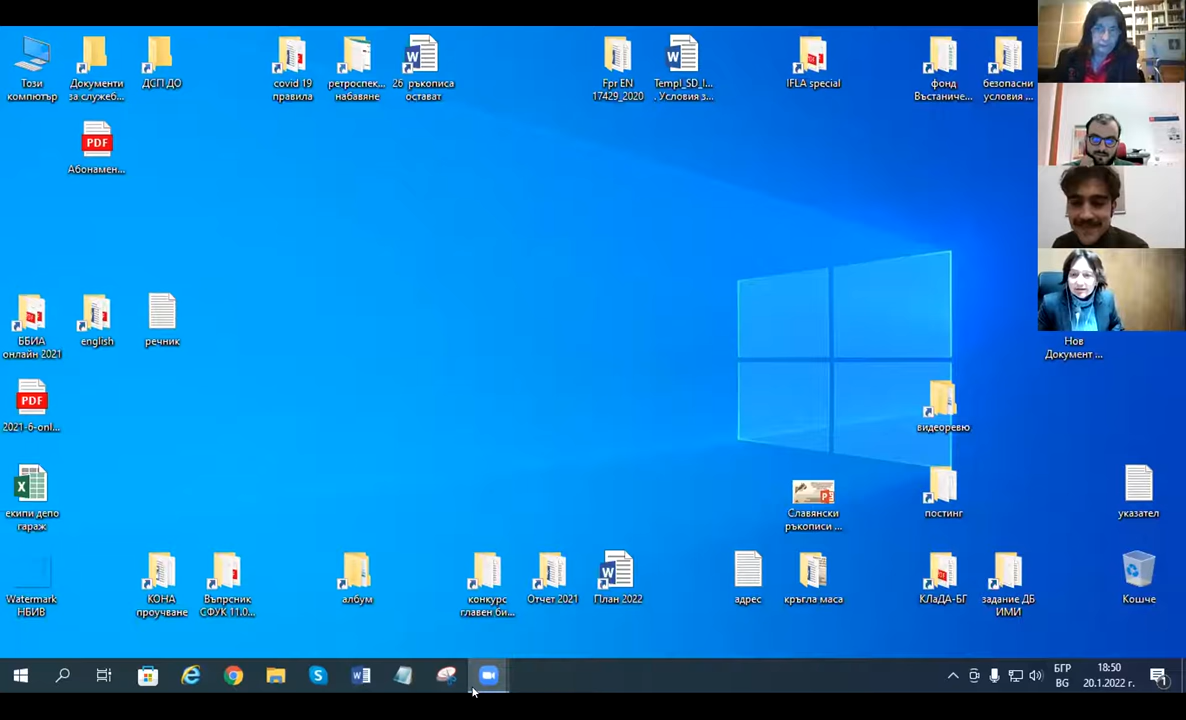 Този
компютър
Документи
за служеб...
ДСП-ДО
covid 19
правила
ретроспек...
набавяне
26 ръкописа
остават
Fpr EN
17429_2020
Templ_SD_I...
. Условия з...
IFLA special
фонд
Въстаниче...
безопасни
условия ...
PDF
Абонамен...
ББИА
онлайн 2021
english
речник
Нов
Документ ...
PDF
2021-6-onl...
видеоревю
екипи депо
гараж
Славянски
ръкописи ...
постинг
указател
Watermark
НБИВ
КОНА
проучване
Въпрсник
СФУК 11.0...
албум
конкурс
главен би...
Отчет 2021
План 2022
адрес
кръгла маса
КЛаДА-БГ
задание ДБ
ИМИ
Кошче
БГР
BG
18:50
20.1.2022 г.
1